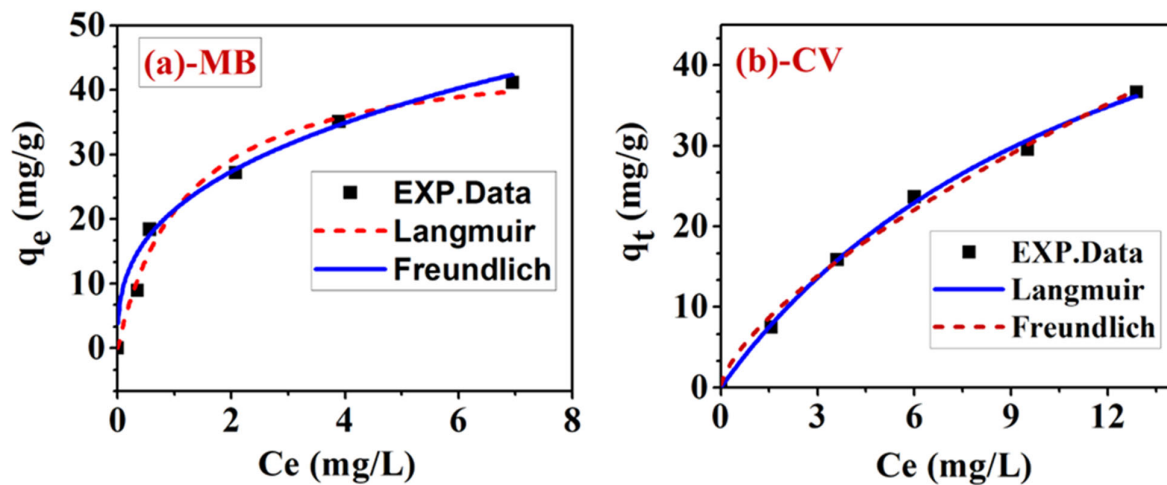 (a)-MB
qe (mg/g)
50
40
30
20
10
0
EXP.Data
Langmuir
Freundlich
0 2 4 6 8
Ce (mg/L)
(b)-CV
qt (mg/g)
40
30
20
10
0
EXP.Data
Langmuir
Freundlich
0 3 6 9 12
Ce (mg/L)